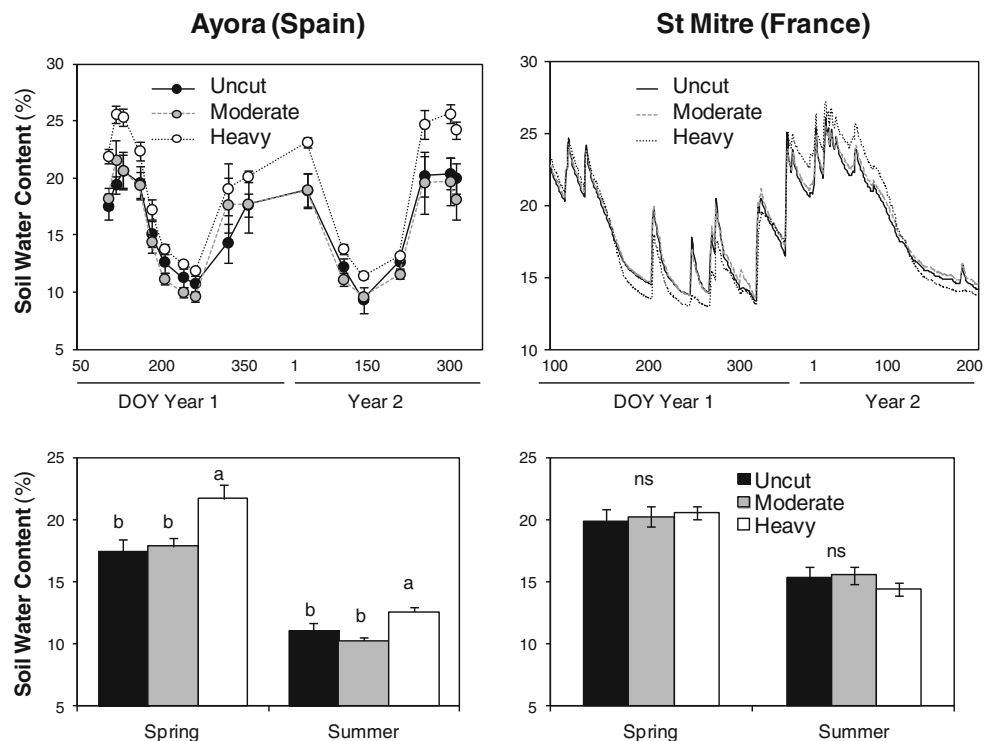 Ayora (Spain)
St Mitre (France)
Soil Water Content (%)
30
25
20
15
10
5
Uncut
Moderate
Heavy
50
200
350
1
150
300
DOY Year 1
Year 2
30
25
20
15
10
Uncut
Moderate
Heavy
100
200
300
1
100
200
DOY Year 1
Year 2
Soil Water Content (%)
25
20
15
10
5
b
b
a
b
b
a
Spring
Summer
25
20
15
10
5
ns
ns
Uncut
Moderate
Heavy
Spring
Summer